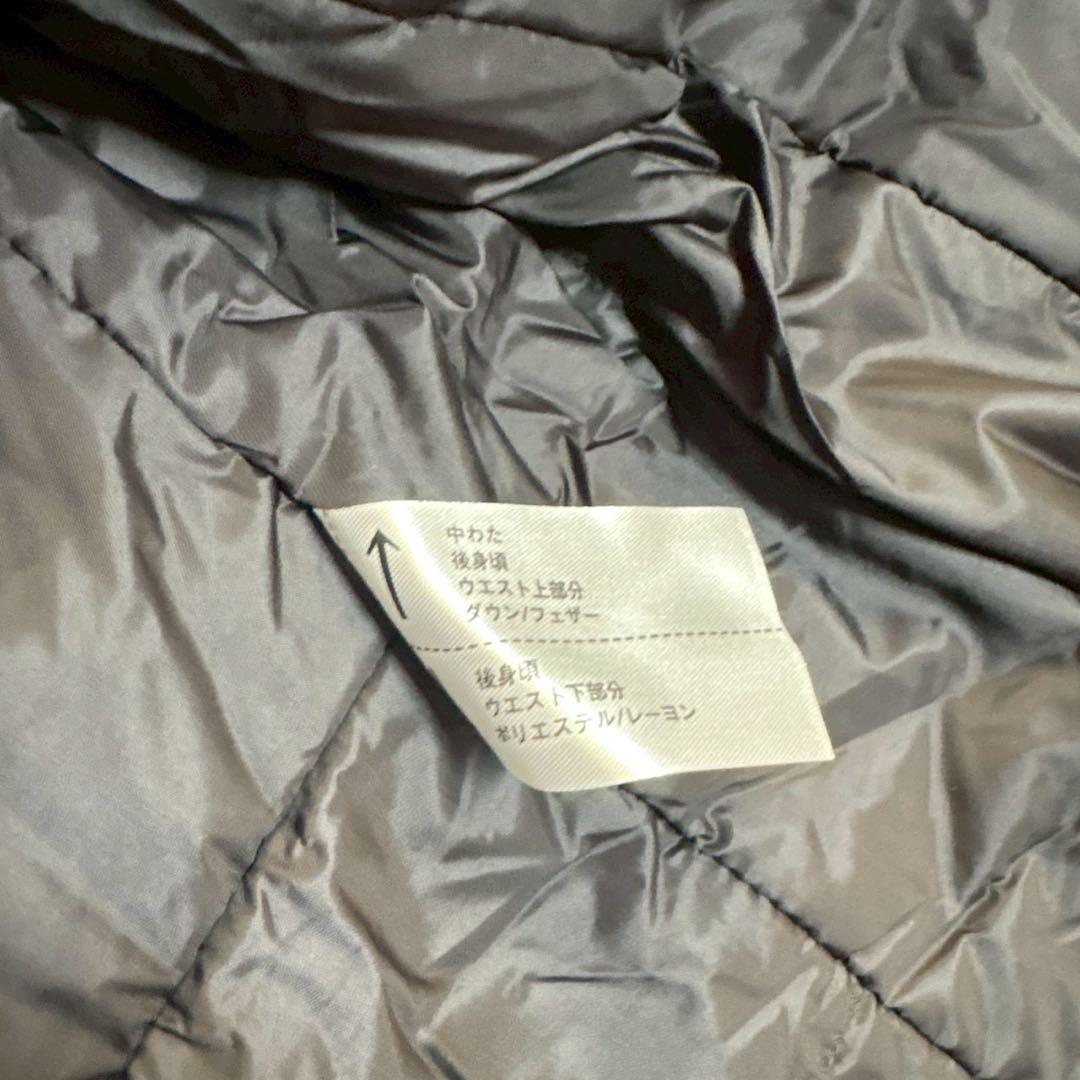 中わた
後身頃
ウエスト上部分
ダウン/フェザー
後身頃
ウエスト下部分
ポリエステル/レーヨン